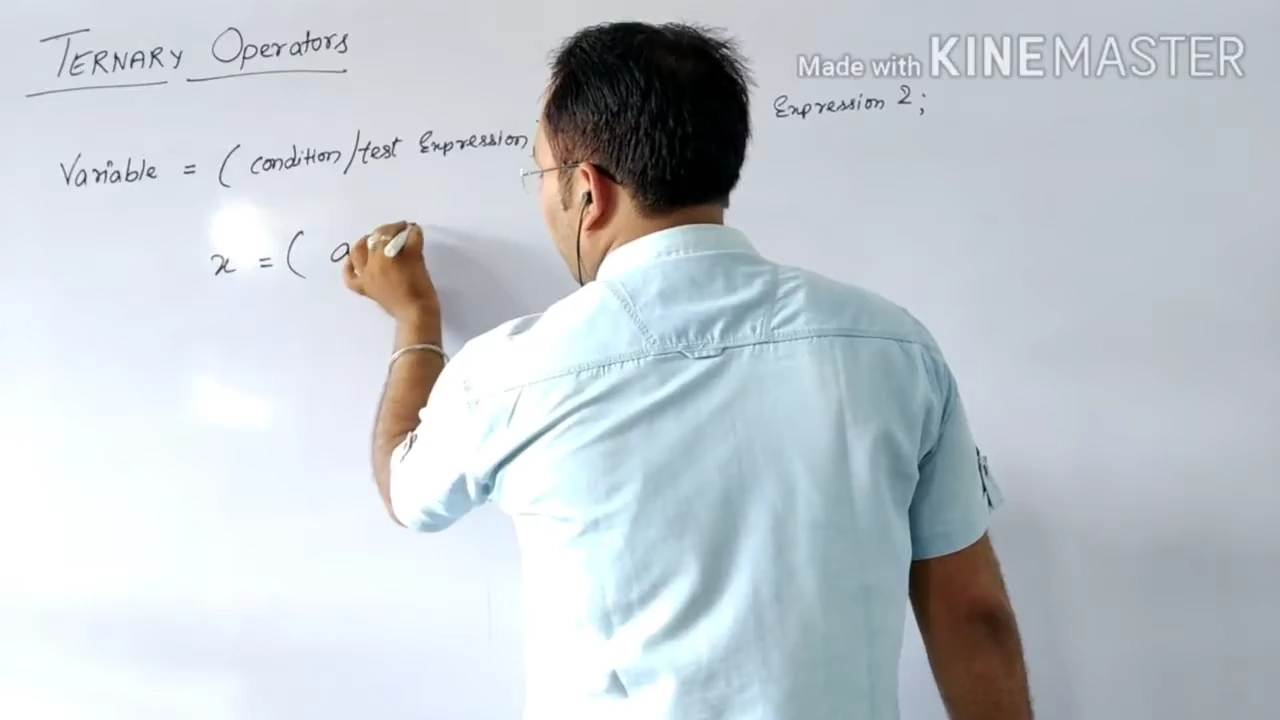 TERNARY Operators
Made with KINEMASTER
Variable = ( condition/test Expression
Expression 2;
x = ( a